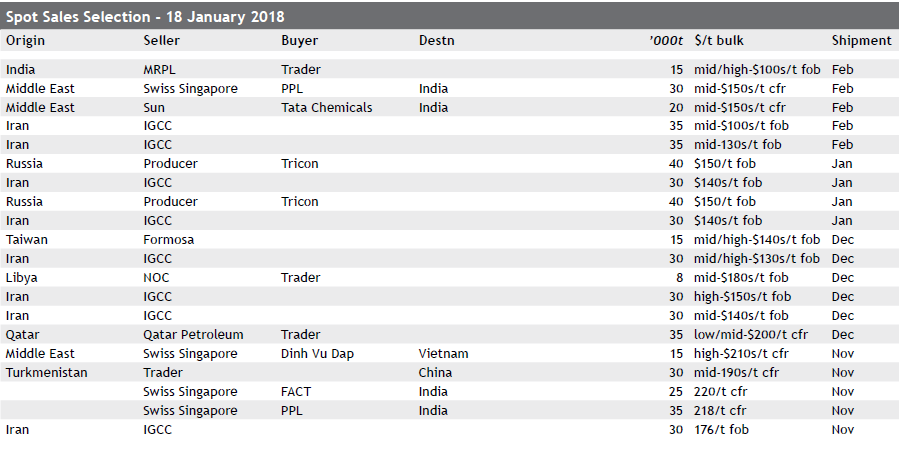 Spot Sales Selection - 18 January 2018
Origin Seller Buyer Destn '000t $/t bulk Shipment
India MRPL Trader 15 mid/high-$100s/t fob Feb
Middle East Swiss Singapore PPL India 30 mid-$150s/t cfr Feb
Middle East Sun Tata Chemicals India 20 mid-$150s/t cfr Feb
Iran IGCC 35 mid-$100s/t fob Feb
Iran IGCC 35 mid-130s/t fob Feb
Russia Producer Tricon 40 $150/t fob Jan
Iran IGCC 30 $140s/t fob Jan
Russia Producer Tricon 40 $150/t fob Jan
Iran IGCC 30 $140s/t fob Jan
Taiwan Formosa 15 mid/high-$140s/t fob Dec
Iran IGCC 30 mid/high-$130s/t fob Dec
Libya NOC Trader 8 mid-$180s/t fob Dec
Iran IGCC 30 high-$150s/t fob Dec
Iran IGCC 30 mid-$140s/t fob Dec
Qatar Qatar Petroleum Trader 35 low/mid-$200/t cfr Dec
Middle East Swiss Singapore Dinh Vu Dap Vietnam 15 high-$210s/t cfr Nov
Turkmenistan Trader China 30 mid-190s/t cfr Nov
Swiss Singapore FACT India 25 220/t cfr Nov
Swiss Singapore PPL India 35 218/t cfr Nov
Iran IGCC 30 176/t fob Nov